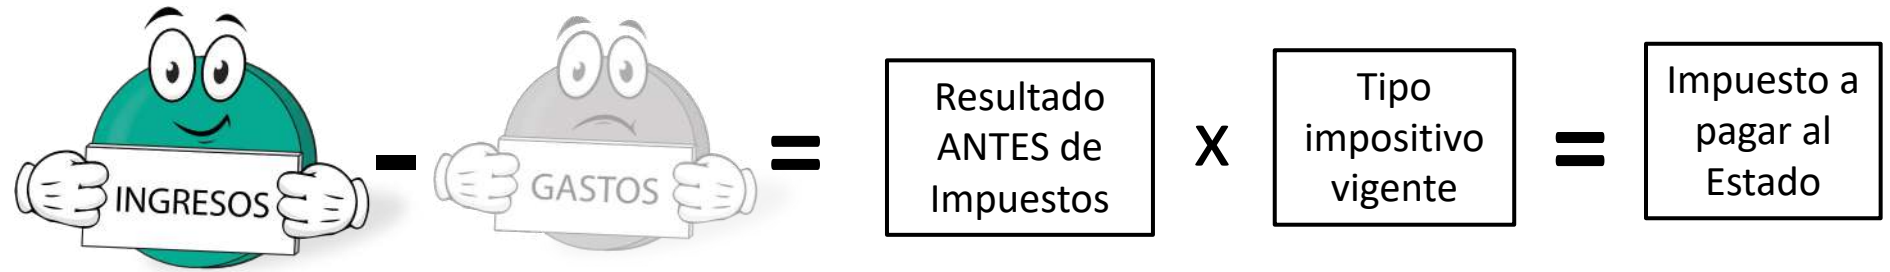 INGRESOS
-
GASTOS
=
Resultado
ANTES de
Impuestos
X
Tipo
impositivo
vigente
=
Impuesto a
pagar al
Estado